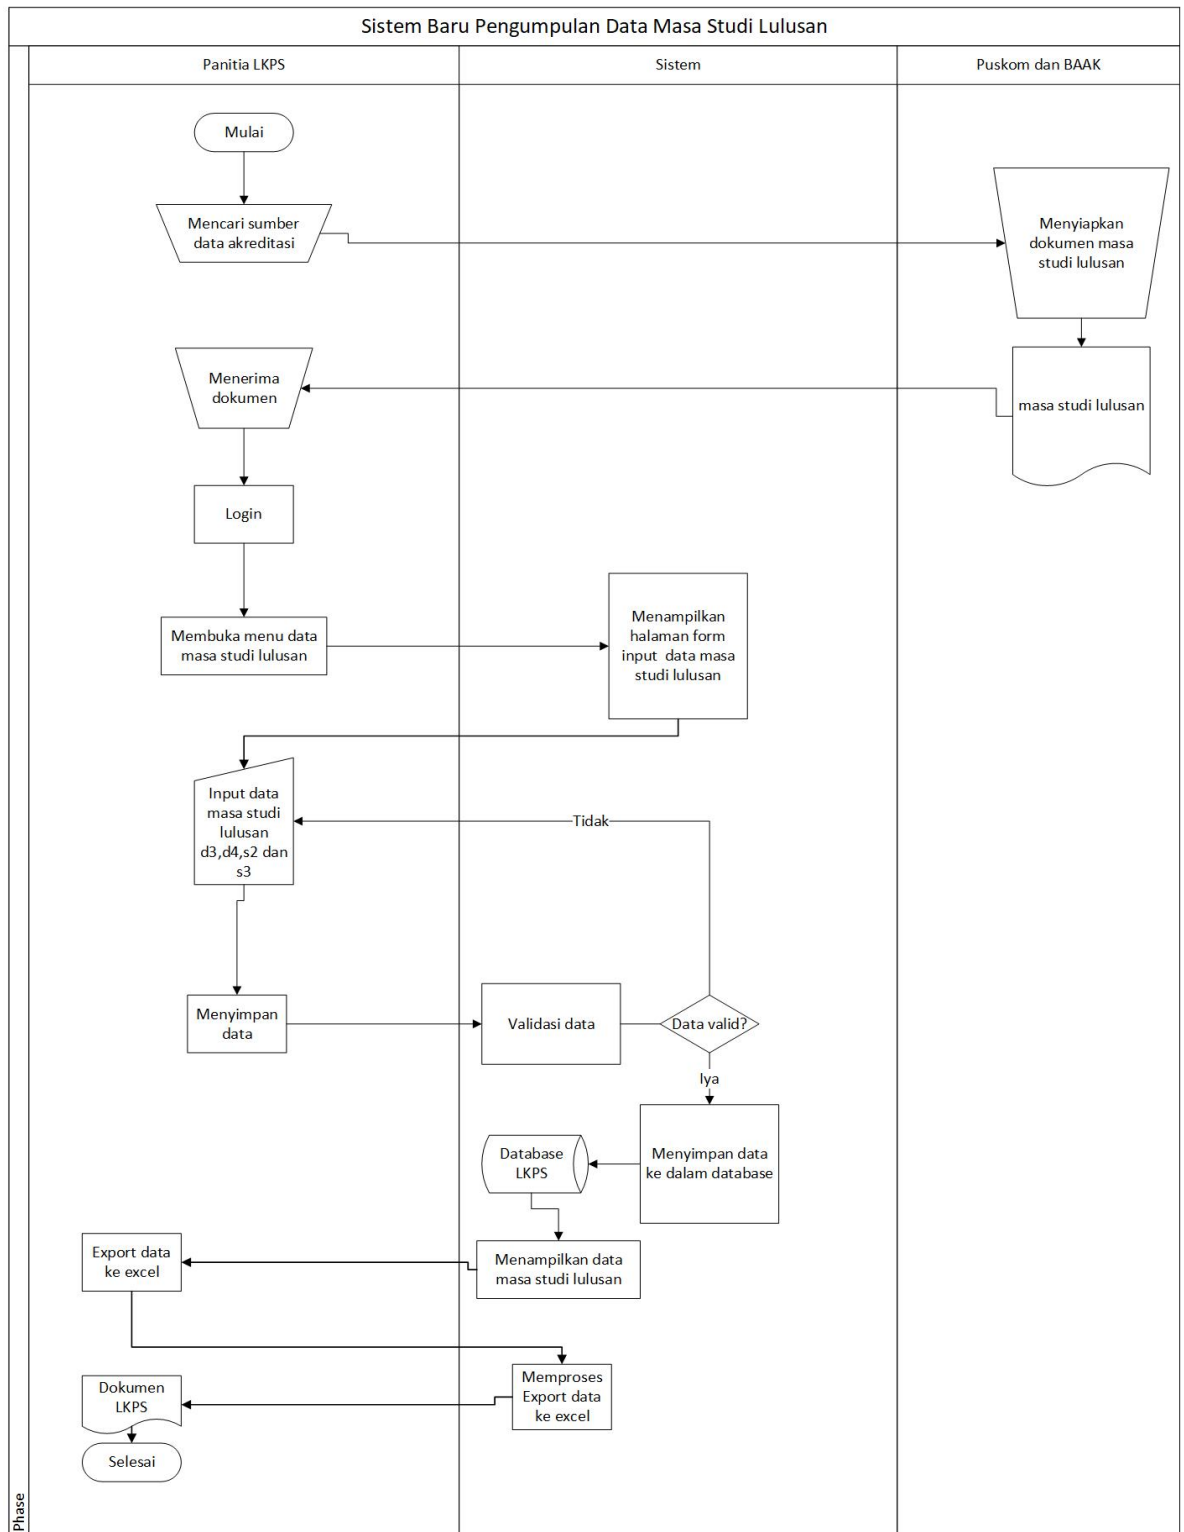 Sistem Baru Pengumpulan Data Masa Studi Lulusan
Panitia LKPS
Sistem
Puskom dan BAAK
Mulai
Mencari sumber
data akreditasi
Menyiapkan
dokumen masa
studi lulusan
Menerima
dokumen
masa studi lulusan
Login
Membuka menu data
masa studi lulusan
Menampilkan
halaman form
input  data masa
studi lulusan
Input data
masa studi
lulusan
d3,d4,s2 dan
s3
Tidak
Menyimpan
data
Validasi data
Data valid?
Iya
Menyimpan data
ke dalam database
Database
LKPS
Menampilkan data
masa studi lulusan
Export data
ke excel
Memproses
Export data
ke excel
Dokumen
LKPS
Selesai
Phase